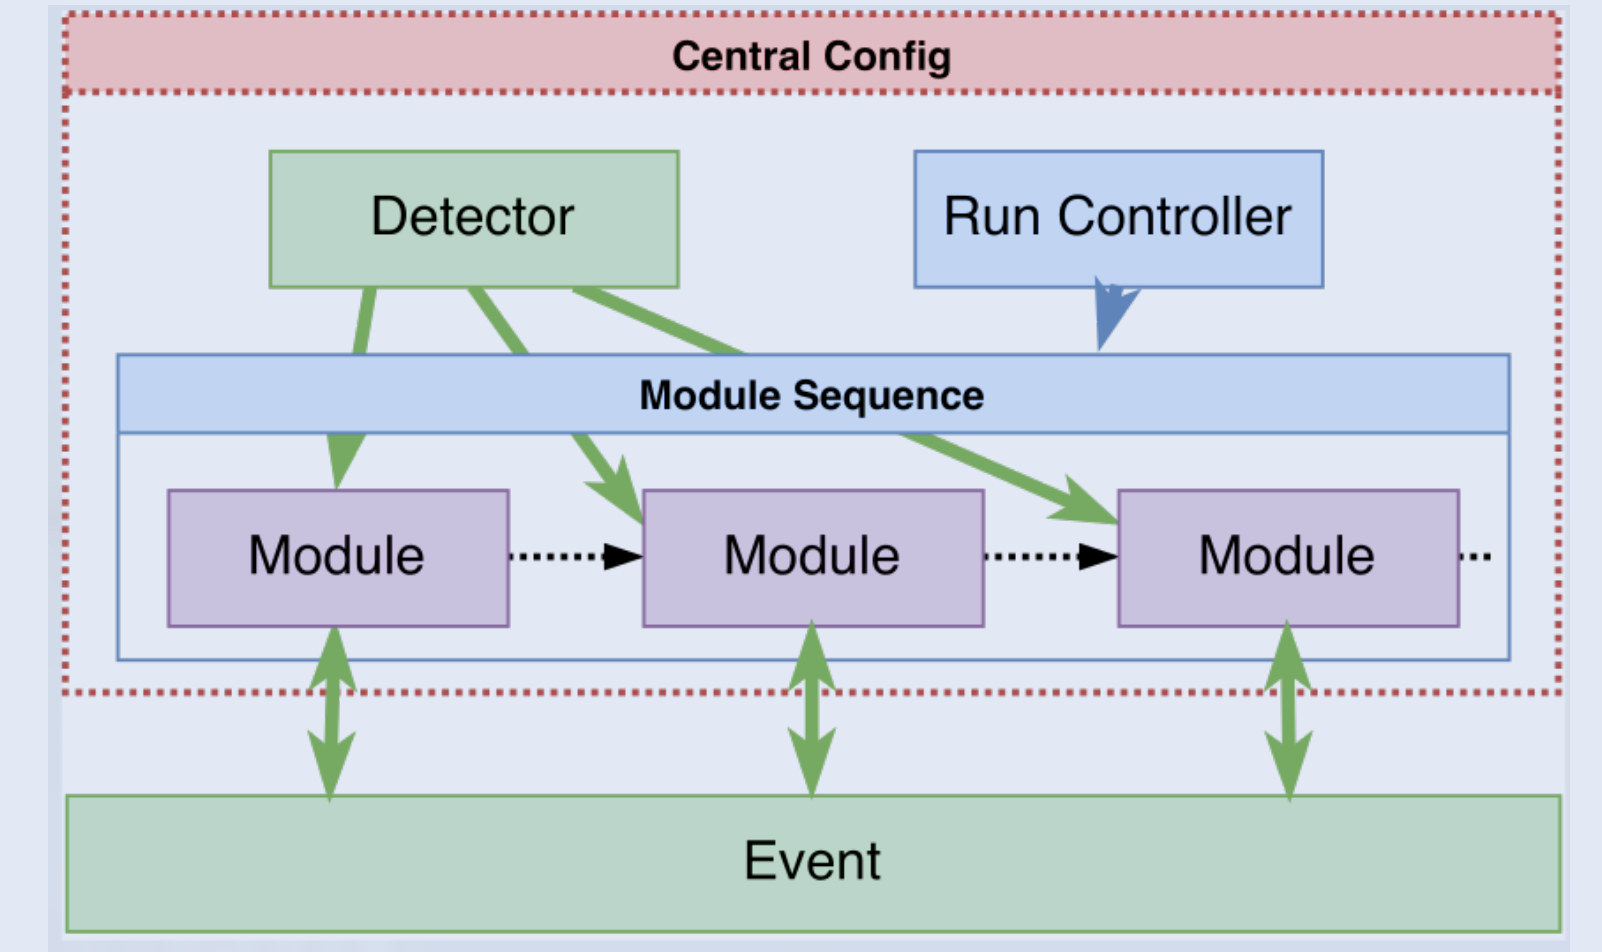 Central Config
Detector
Run Controller
Module Sequence
Module
Module
Module
Event